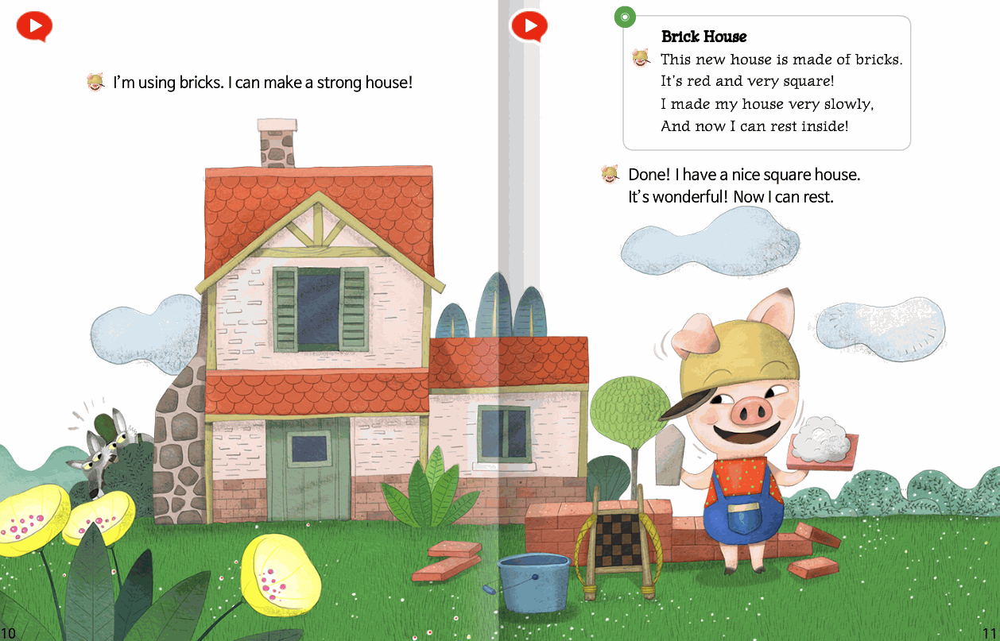 I'm using bricks. I can make a strong house!
Brick House
This new house is made of bricks.
It's red and very square!
I made my house very slowly,
And now I can rest inside!
Done! I have a nice square house.
It's wonderful! Now I can rest.
10
11